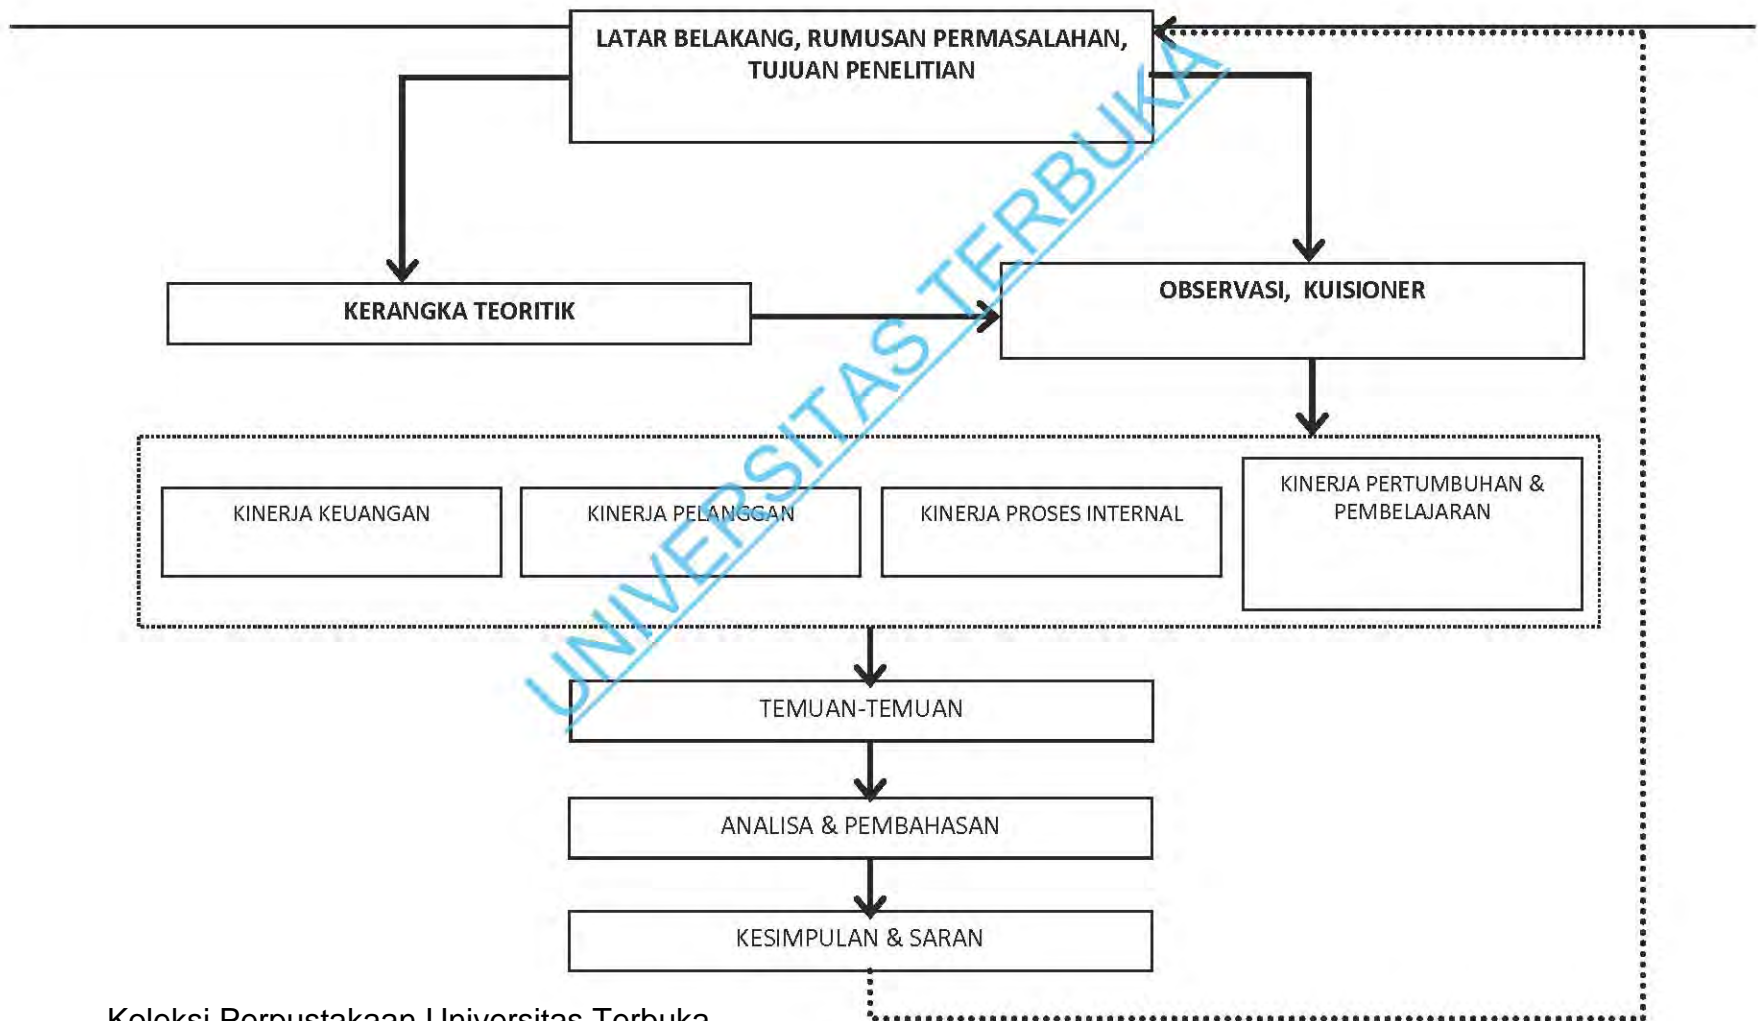 LATAR BELAKANG, RUMUSAN PERMASALAHAN,
TUJUAN PENELITIAN
KERANGKA TEORITIK
OBSERVASI, KUISIONER
KINERJA KEUANGAN
KINERJA PELANGGAN
KINERJA PROSES INTERNAL
KINERJA PERTUMBUHAN &
PEMBELAJARAN
TEMUAN-TEMUAN
ANALISA & PEMBAHASAN
KESIMPULAN & SARAN
UNIVERSITAS TERBUKA
Koleksi Perpustakaan Universitas Terbuka